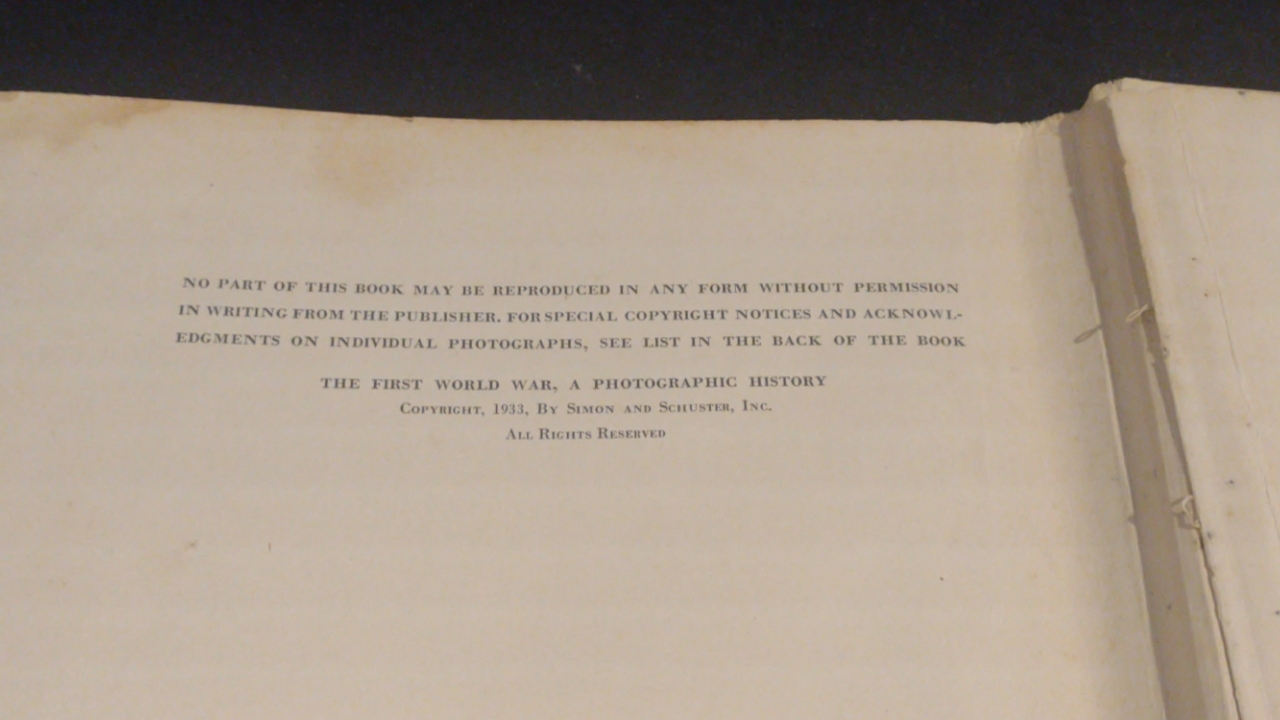 NO PART OF THIS BOOK MAY BE REPRODUCED IN ANY FORM WITHOUT PERMISSION
IN WRITING FROM THE PUBLISHER. FOR SPECIAL COPYRIGHT NOTICES AND ACKNOWL-
EDGMENTS ON INDIVIDUAL PHOTOGRAPHS, SEE LIST IN THE BACK OF THE BOOK
THE FIRST WORLD WAR, A PHOTOGRAPHIC HISTORY
Copyright, 1933, By Simon and Schuster, Inc.
All Rights Reserved